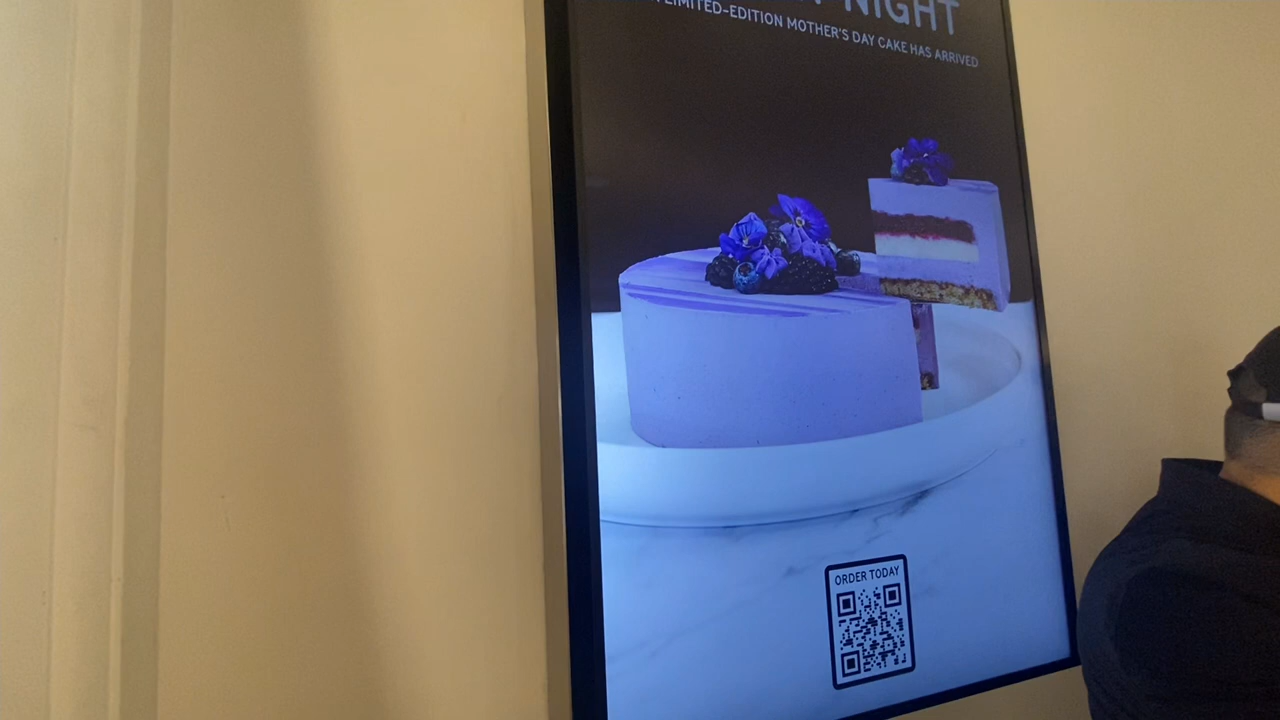 NIGHT
LIMITED-EDITION MOTHER'S DAY CAKE HAS ARRIVED
ORDER TODAY